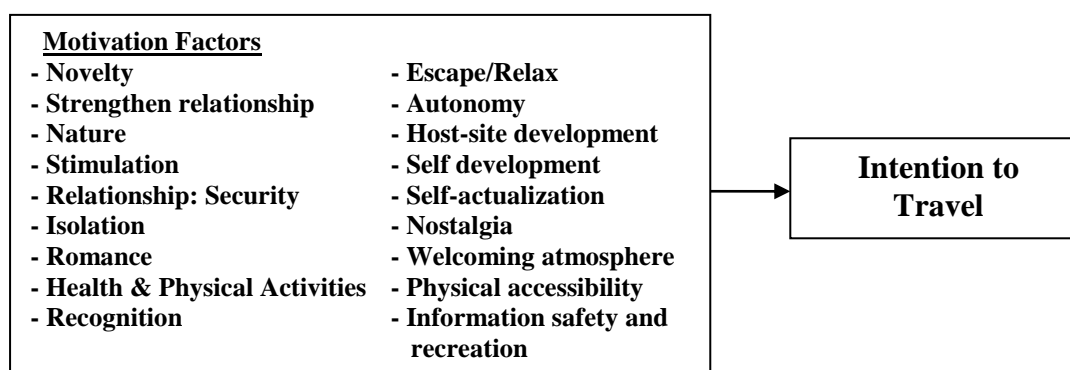 Motivation Factors
- Novelty
- Strengthen relationship
- Nature
- Stimulation
- Relationship: Security
- Isolation
- Romance
- Health & Physical Activities
- Recognition
- Escape/Relax
- Autonomy
- Host-site development
- Self development
- Self-actualization
- Nostalgia
- Welcoming atmosphere
- Physical accessibility
- Information safety and
recreation
Intention to
Travel